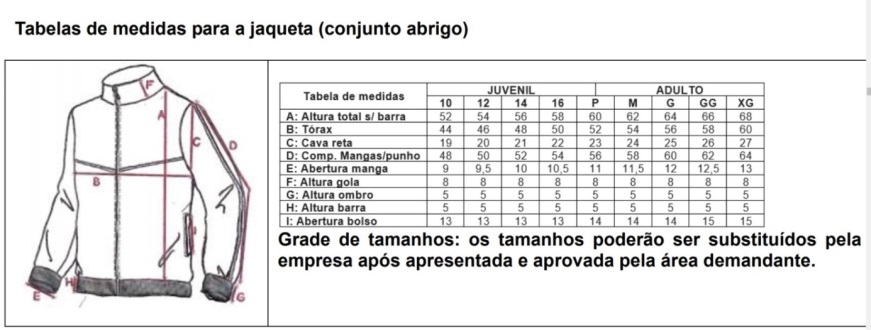 Tabelas de medidas para a jaqueta (conjunto abrigo)
Tabela de medidas JUVENIL ADULTO
10 12 14 16 P M G GG XG
A: Altura total s/ barra 52 54 56 58 60 62 64 66 68
B: Tórax 44 46 48 50 52 54 56 58 60
C: Cava reta 19 20 21 22 23 24 25 26 27
D: Comp. Mangas/punho 48 50 52 54 56 58 60 62 64
E: Abertura manga 9 9,5 10 10,5 11 11,5 12 12,5 13
F: Altura gola 8 8 8 8 8 8 8 8 8
G: Altura ombro 5 5 5 5 5 5 5 5 5
H: Altura barra 5 5 5 5 5 5 5 5 5
I: Abertura bolso 13 13 13 13 14 14 14 15 15
Grade de tamanhos: os tamanhos poderão ser substituídos pela
empresa após apresentada e aprovada pela área demandante.
F
A
C
D
B
I
H
E
G